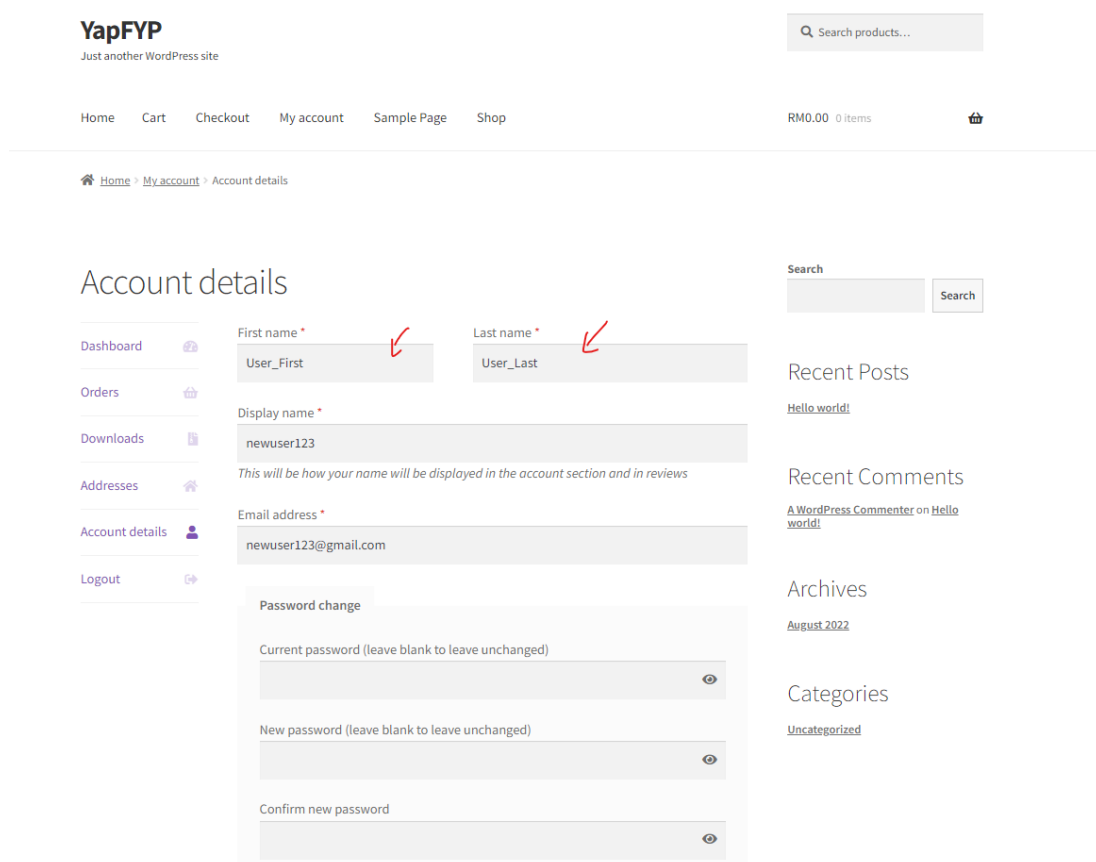 YapFYP
Just another WordPress site
Search products…
Home Cart Checkout My account Sample Page Shop
RM0.00 0 items
Home › My account › Account details
Account details
Dashboard
Orders
Downloads
Addresses
Account details
Logout
First name * Last name *
User_First User_Last
Display name *
newuser123
This will be how your name will be displayed in the account section and in reviews
Email address *
newuser123@gmail.com
Password change
Current password (leave blank to leave unchanged)
New password (leave blank to leave unchanged)
Confirm new password
Search
Search
Recent Posts
Hello world!
Recent Comments
A WordPress Commenter on Hello
world!
Archives
August 2022
Categories
Uncategorized